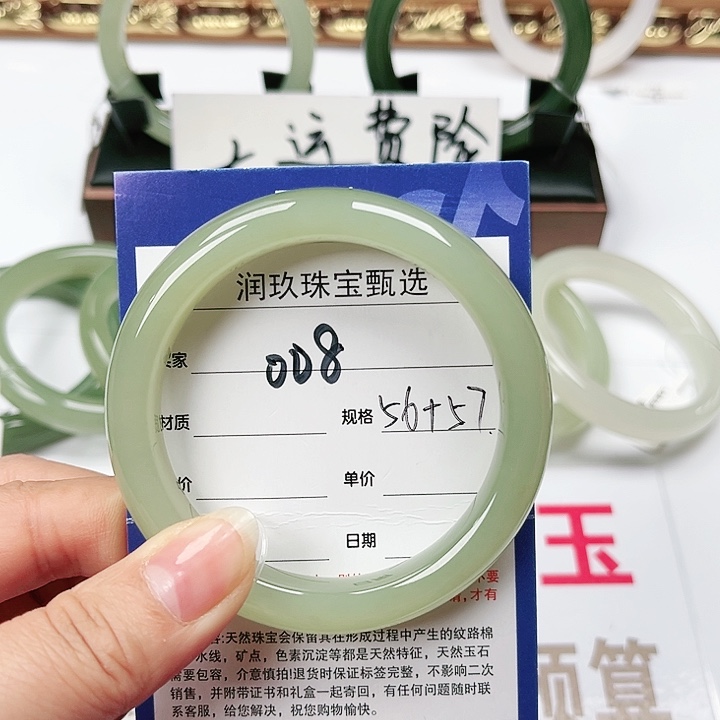 运费险
润玖珠宝甄选
家
008
材质
规格 56+57
价
单价
日期
不要
才有
玉
:天然珠宝会保留其在形成过程中产生的纹路棉
水线，矿点，色素沉淀等都是天然特征，天然玉石
需要包容，介意慎拍!退货时保证标签完整，不影响二次
销售，并附带证书和礼盒一起寄回，有任何问题随时联
系客服，给您解决，祝您购物愉快。
预算